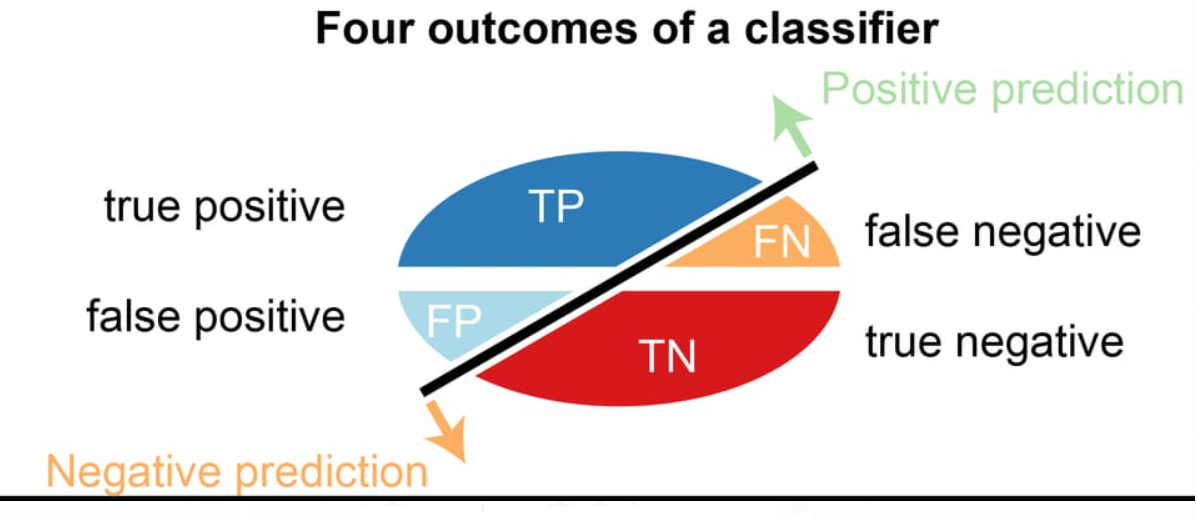 Four outcomes of a classifier
Positive prediction
true positive
TP
FN
false negative
false positive
FP
TN
true negative
Negative prediction